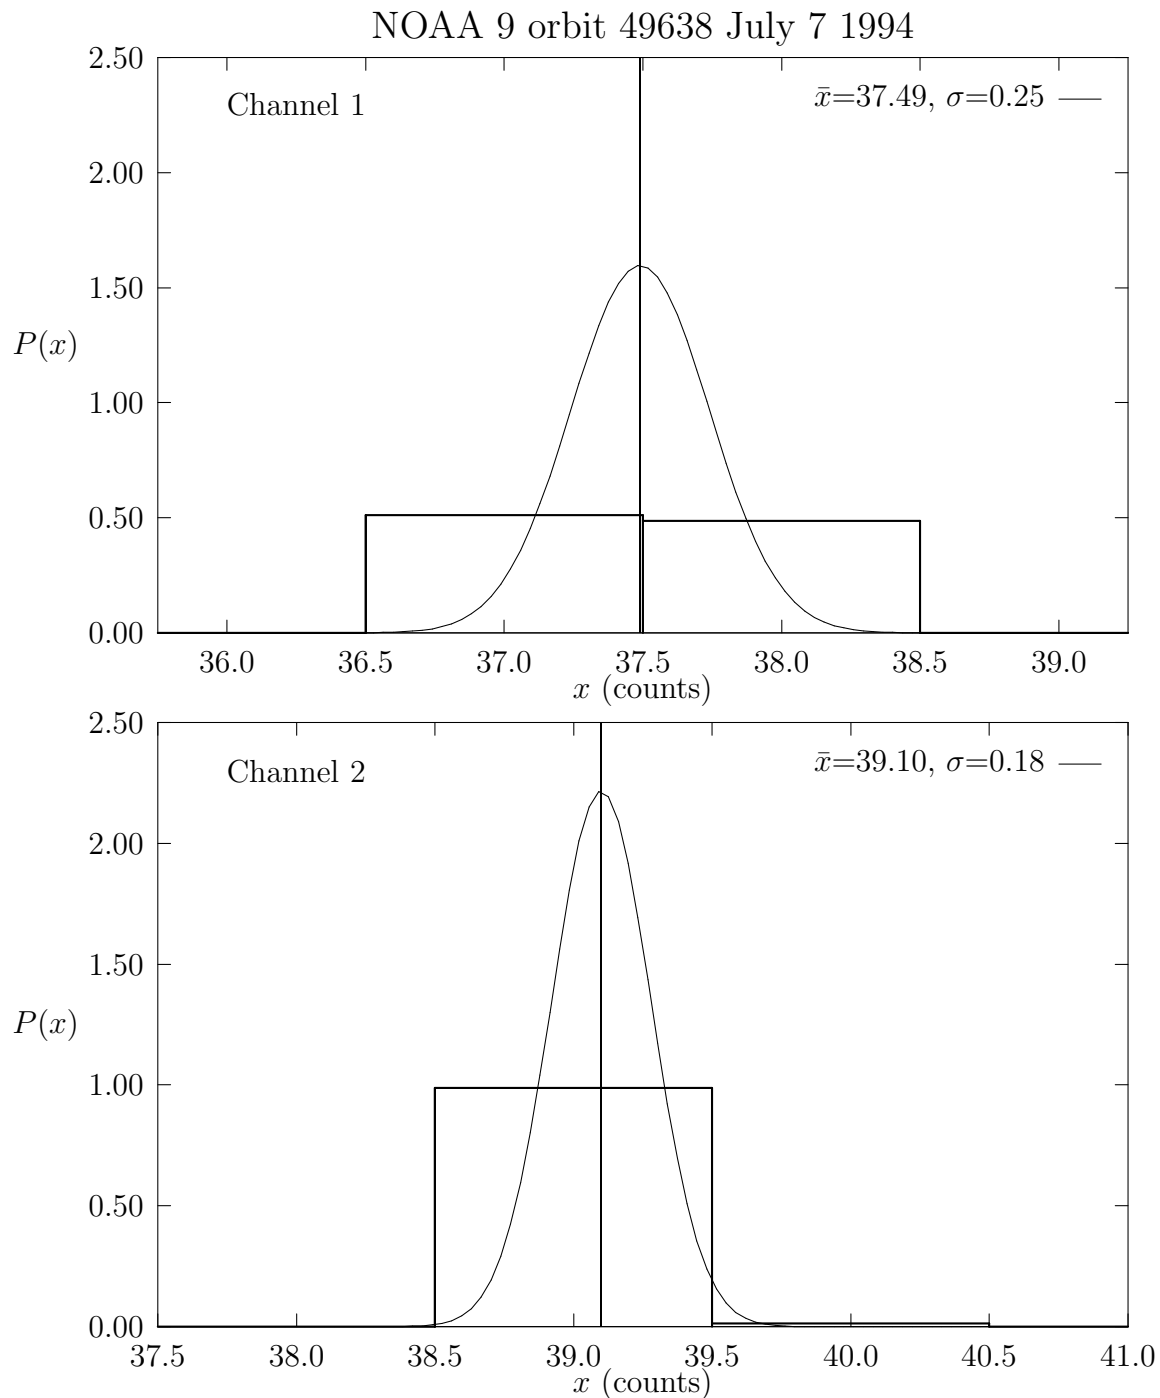 NOAA 9 orbit 49638 July 7 1994
2.50
Channel 1
x̄=37.49, σ=0.25
2.00
1.50
P(x)
1.00
0.50
0.00
36.0 36.5 37.0 37.5 38.0 38.5 39.0
x (counts)
2.50
Channel 2
x̄=39.10, σ=0.18
2.00
1.50
P(x)
1.00
0.50
0.00
37.5 38.0 38.5 39.0 39.5 40.0 40.5 41.0
x (counts)